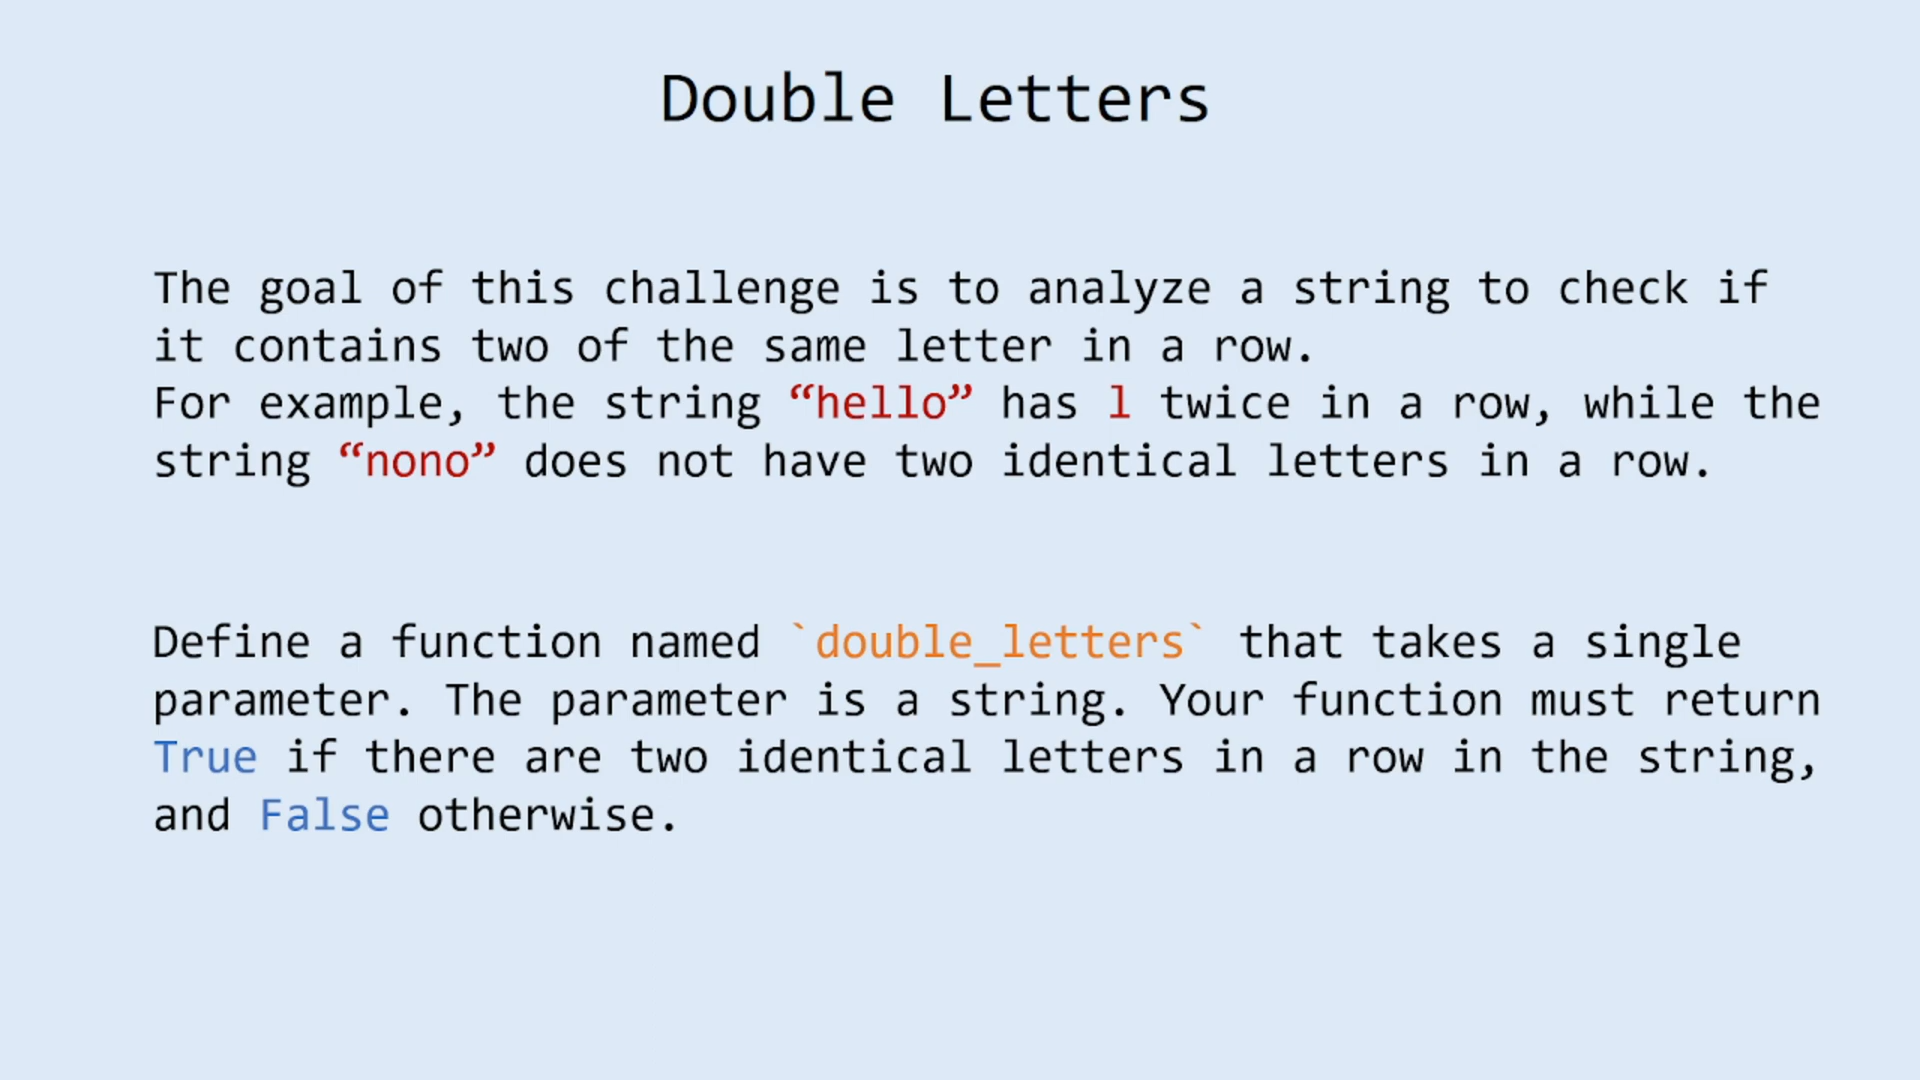 Double Letters
The goal of this challenge is to analyze a string to check if
it contains two of the same letter in a row.
For example, the string “hello” has l twice in a row, while the
string “nono” does not have two identical letters in a row.
Define a function named `double_letters` that takes a single
parameter. The parameter is a string. Your function must return
True if there are two identical letters in a row in the string,
and False otherwise.